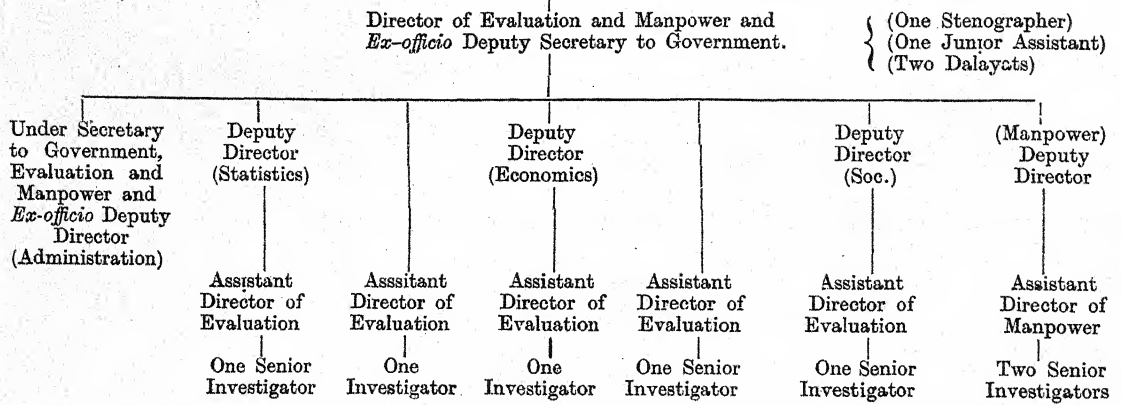 Director of Evaluation and Manpower and
Ex-officio Deputy Secretary to Government.
(One Stenographer)
(One Junior Assistant)
(Two Dalayats)
Under Secretary
to Government,
Evaluation and
Manpower and
Ex-officio Deputy
Director
(Administration)
Deputy
Director
(Statistics)
Deputy
Director
(Economics)
Deputy
Director
(Soc.)
(Manpower)
Deputy
Director
Assistant
Director of
Evaluation
Asssitant
Director of
Evaluation
Assistant
Director of
Evaluation
Assistant
Director of
Evaluation
Assistant
Director of
Evaluation
Assistant
Director of
Manpower
One Senior
Investigator
One
Investigator
One
Investigator
One Senior
Investigator
One Senior
Investigator
Two Senior
Investigators